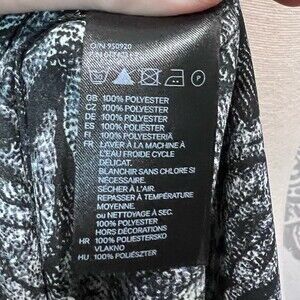 O/N 950920
P
GB 100% POLYESTER
CZ 100% POLYESTER
DE 100% POLYESTER
ES 100% POLIÉSTER
FI 100% POLYESTERIÄ
FR 100% POLYESTER
LAVER À LA MACHINE À
L'EAU FROIDE CYCLE
DÉLICAT.
BLANCHIR SANS CHLORE SI
NÉCESSAIRE.
SÉCHER À L'AIR.
REPASSER À TEMPÉRATURE
MOYENNE.
ou NETTOYAGE À SEC.
100% POLYESTER
HORS DÉCORATIONS
HR 100% POLIESTERSKO
VLAKNO
HU 100% POLIÉSZTER